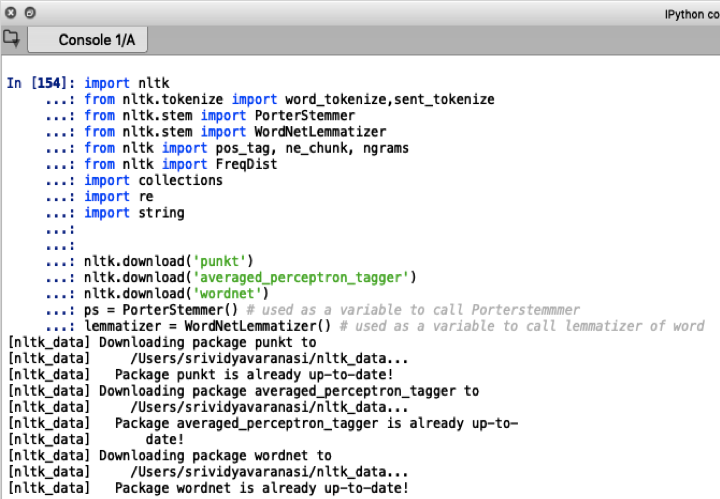 IPython co
Console 1/A
In [154]: import nltk
...: from nltk.tokenize import word_tokenize,sent_tokenize
...: from nltk.stem import PorterStemmer
...: from nltk.stem import WordNetLemmatizer
...: from nltk import pos_tag, ne_chunk, ngrams
...: from nltk import FreqDist
...: import collections
...: import re
...: import string
...:
...:
...: nltk.download('punkt')
...: nltk.download('averaged_perceptron_tagger')
...: nltk.download('wordnet')
...: ps = PorterStemmer() # used as a variable to call Porterstemmmer
...: lemmatizer = WordNetLemmatizer() # used as a variable to call lemmatizer of word
[nltk_data] Downloading package punkt to
[nltk_data]     /Users/srividyavaranasi/nltk_data...
[nltk_data]   Package punkt is already up-to-date!
[nltk_data] Downloading package averaged_perceptron_tagger to
[nltk_data]     /Users/srividyavaranasi/nltk_data...
[nltk_data]   Package averaged_perceptron_tagger is already up-to-
[nltk_data]       date!
[nltk_data] Downloading package wordnet to
[nltk_data]     /Users/srividyavaranasi/nltk_data...
[nltk_data]   Package wordnet is already up-to-date!